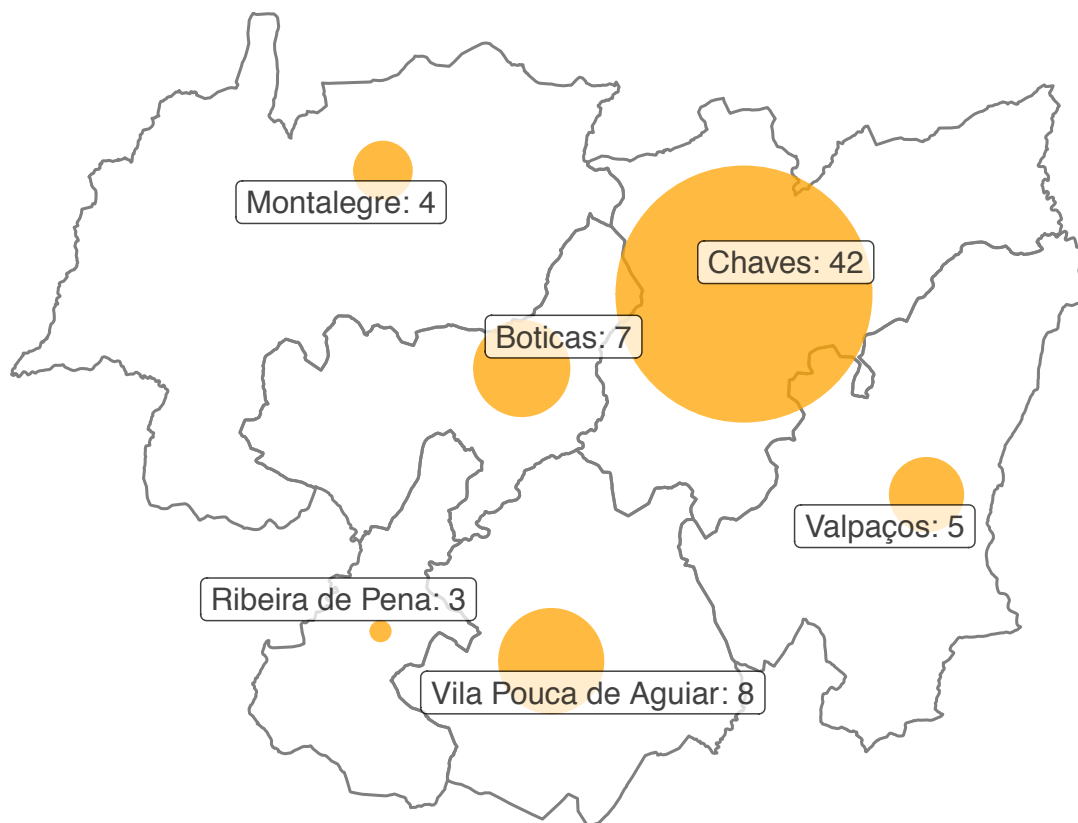 Montalegre: 4
Chaves: 42
Boticas: 7
Valpaços: 5
Ribeira de Pena: 3
Vila Pouca de Aguiar: 8